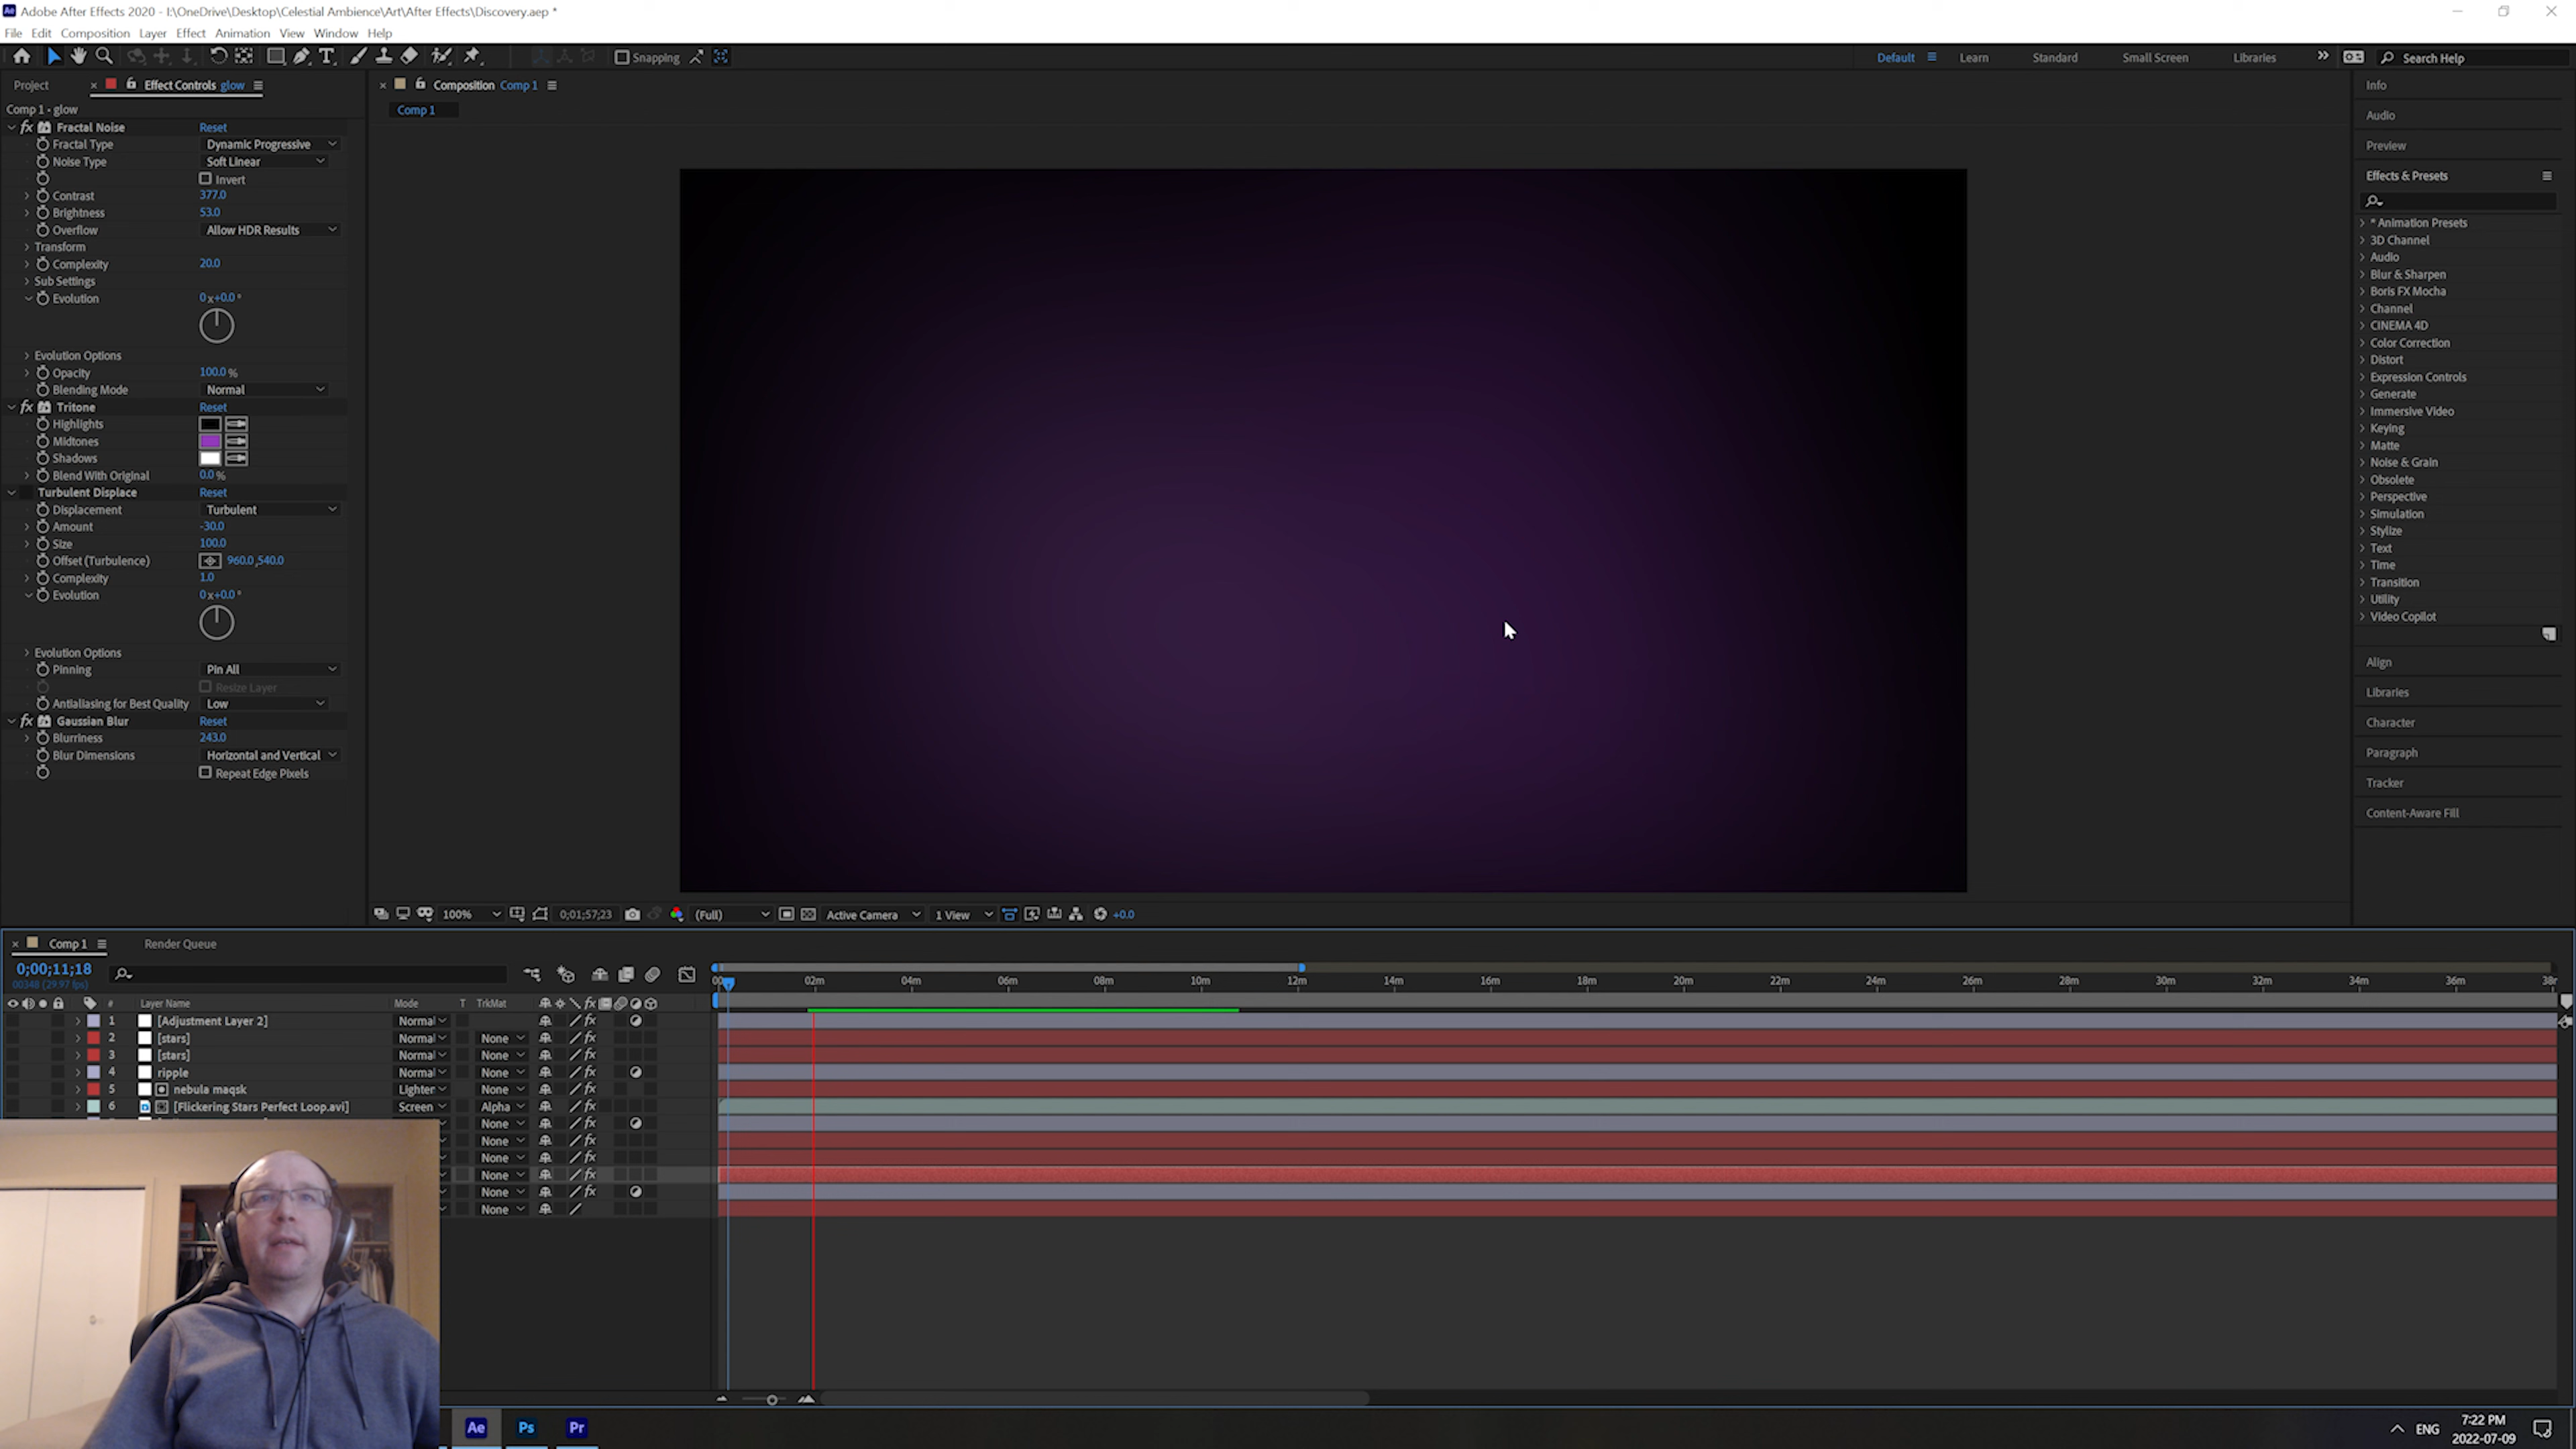 Adobe After Effects 2020 - I:\OneDrive\Desktop\Celestial Ambience\Art\After Effects\Discovery.aep *
File Edit Composition Layer Effect Animation View Window Help
Snapping Default Learn Standard Small Screen Libraries Search Help
Project Effect Controls glow Composition Comp 1
Comp 1 • glow
Comp 1
Fractal Noise Reset
Fractal Type Dynamic Progressive
Noise Type Soft Linear
Invert
Contrast 377.0
Brightness 53.0
Overflow Allow HDR Results
Transform
Complexity 20.0
Sub Settings
Evolution 0 x+0.0 °
Evolution Options
Opacity 100.0 %
Blending Mode Normal
Tritone Reset
Highlights
Midtones
Shadows
Blend With Original 0.0 %
Turbulent Displace Reset
Displacement Turbulent
Amount -30.0
Size 100.0
Offset (Turbulence) 960.0 ,540.0
Complexity 1.0
Evolution 0 x+0.0 °
Evolution Options
Pinning Pin All
Resize Layer
Antialiasing for Best Quality Low
Gaussian Blur Reset
Blurriness 243.0
Blur Dimensions Horizontal and Vertical
Repeat Edge Pixels
Info
Audio
Preview
Effects & Presets
* Animation Presets
3D Channel
Audio
Blur & Sharpen
Boris FX Mocha
Channel
CINEMA 4D
Color Correction
Distort
Expression Controls
Generate
Immersive Video
Keying
Matte
Noise & Grain
Obsolete
Perspective
Simulation
Stylize
Text
Time
Transition
Utility
Video Copilot
Align
Libraries
Character
Paragraph
Tracker
Content-Aware Fill
100% 0;01;57;23 (Full) Active Camera 1 View +0.0
Comp 1 Render Queue
0;00;11;18
00348 (29.97 fps)
02m 04m 06m 08m 10m 12m 14m 16m 18m 20m 22m 24m 26m 28m 30m 32m 34m 36m
# Layer Name Mode T TrkMat
1 [Adjustment Layer 2] Normal
2 [stars] Normal None
3 [stars] Normal None
4 ripple Normal None
5 nebula maqsk Lighter None
6 [Flickering Stars Perfect Loop.avi] Screen Alpha
None
None
None
None
None
None
Ae Ps Pr
ENG 7:22 PM
2022-07-09